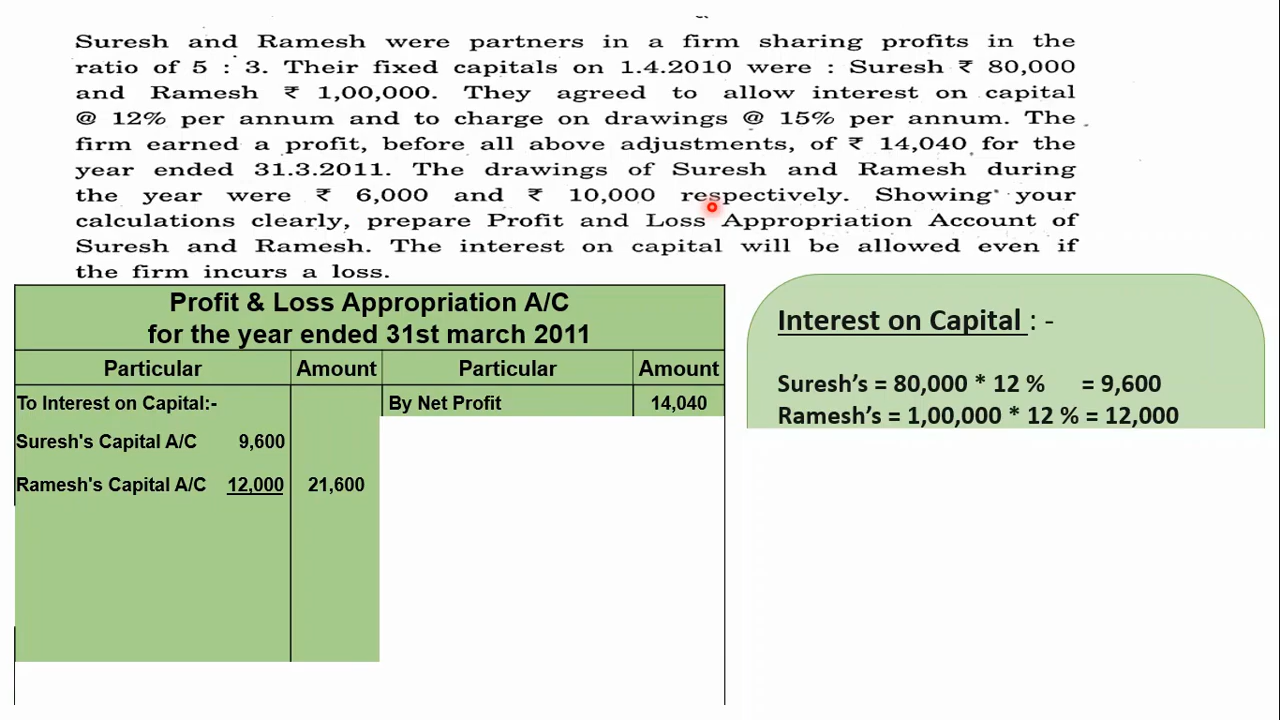 Suresh and Ramesh were partners in a firm sharing profits in the
ratio of 5 : 3. Their fixed capitals on 1.4.2010 were : Suresh ₹ 80,000
and Ramesh ₹ 1,00,000. They agreed to allow interest on capital
@ 12% per annum and to charge on drawings @ 15% per annum. The
firm earned a profit, before all above adjustments, of ₹ 14,040 for the
year ended 31.3.2011. The drawings of Suresh and Ramesh during
the year were ₹ 6,000 and ₹ 10,000 respectively. Showing your
calculations clearly, prepare Profit and Loss Appropriation Account of
Suresh and Ramesh. The interest on capital will be allowed even if
the firm incurs a loss.
Profit & Loss Appropriation A/C
for the year ended 31st march 2011
Particular Amount Particular Amount
To Interest on Capital:- By Net Profit 14,040
Suresh's Capital A/C 9,600
Ramesh's Capital A/C 12,000 21,600
Interest on Capital : -
Suresh’s = 80,000 * 12 % = 9,600
Ramesh’s = 1,00,000 * 12 % = 12,000